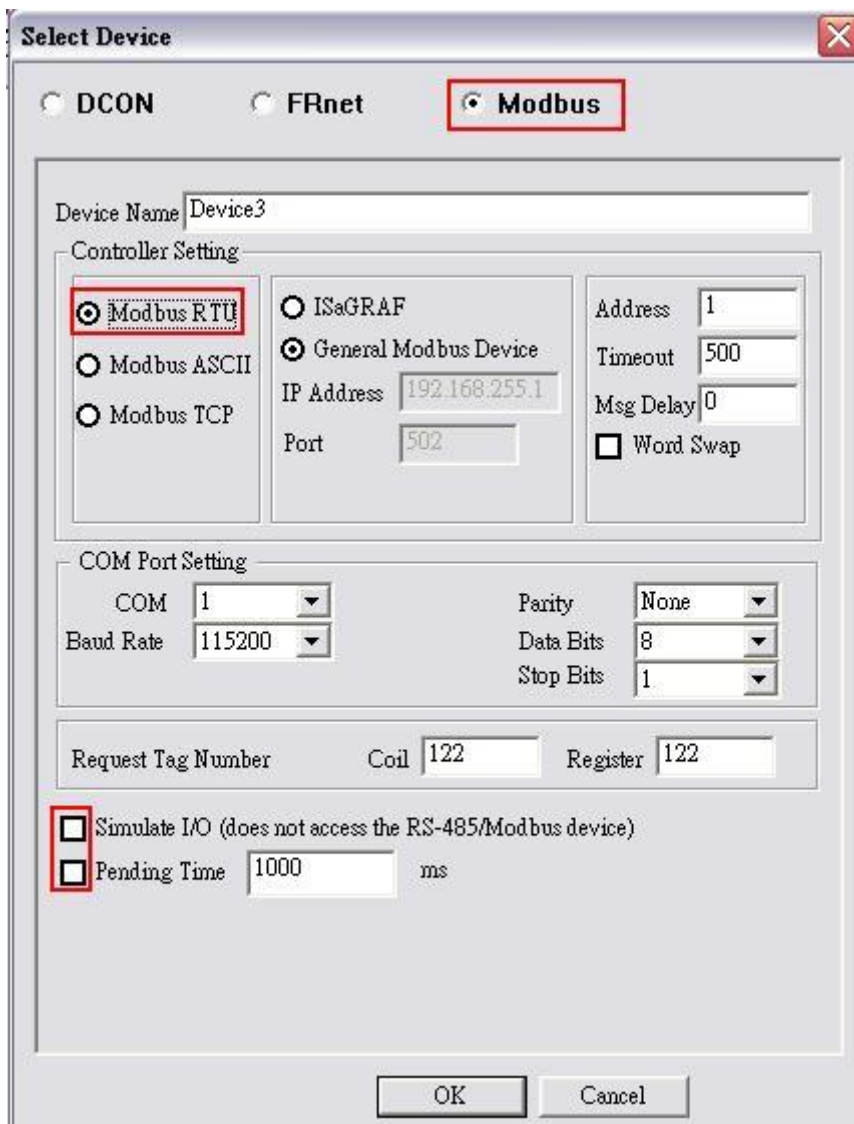 Select Device
DCON FRnet Modbus
Device Name Device3
Controller Setting
Modbus RTU
Modbus ASCII
Modbus TCP
ISaGRAF
General Modbus Device
IP Address 192.168.255.1
Port 502
Address 1
Timeout 500
Msg Delay 0
Word Swap
COM Port Setting
COM 1
Baud Rate 115200
Parity None
Data Bits 8
Stop Bits 1
Request Tag Number Coil 122 Register 122
Simulate I/O (does not access the RS-485/Modbus device)
Pending Time 1000 ms
OK Cancel